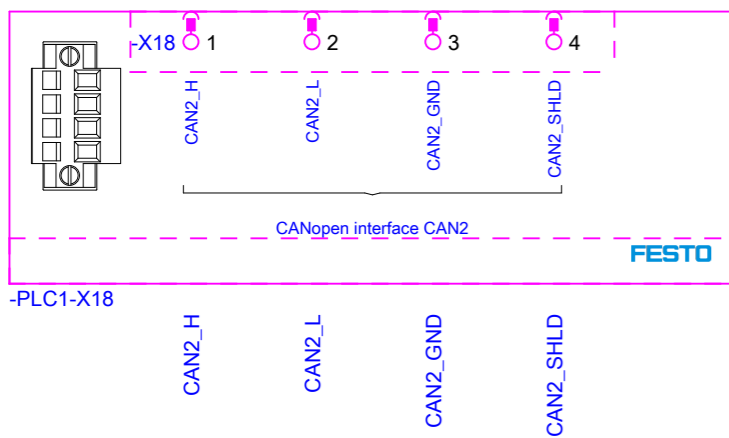 -X18 1 2 3 4
CAN2_H
CAN2_L
CAN2_GND
CAN2_SHLD
CANopen interface CAN2
FESTO
-PLC1-X18
CAN2_H
CAN2_L
CAN2_GND
CAN2_SHLD